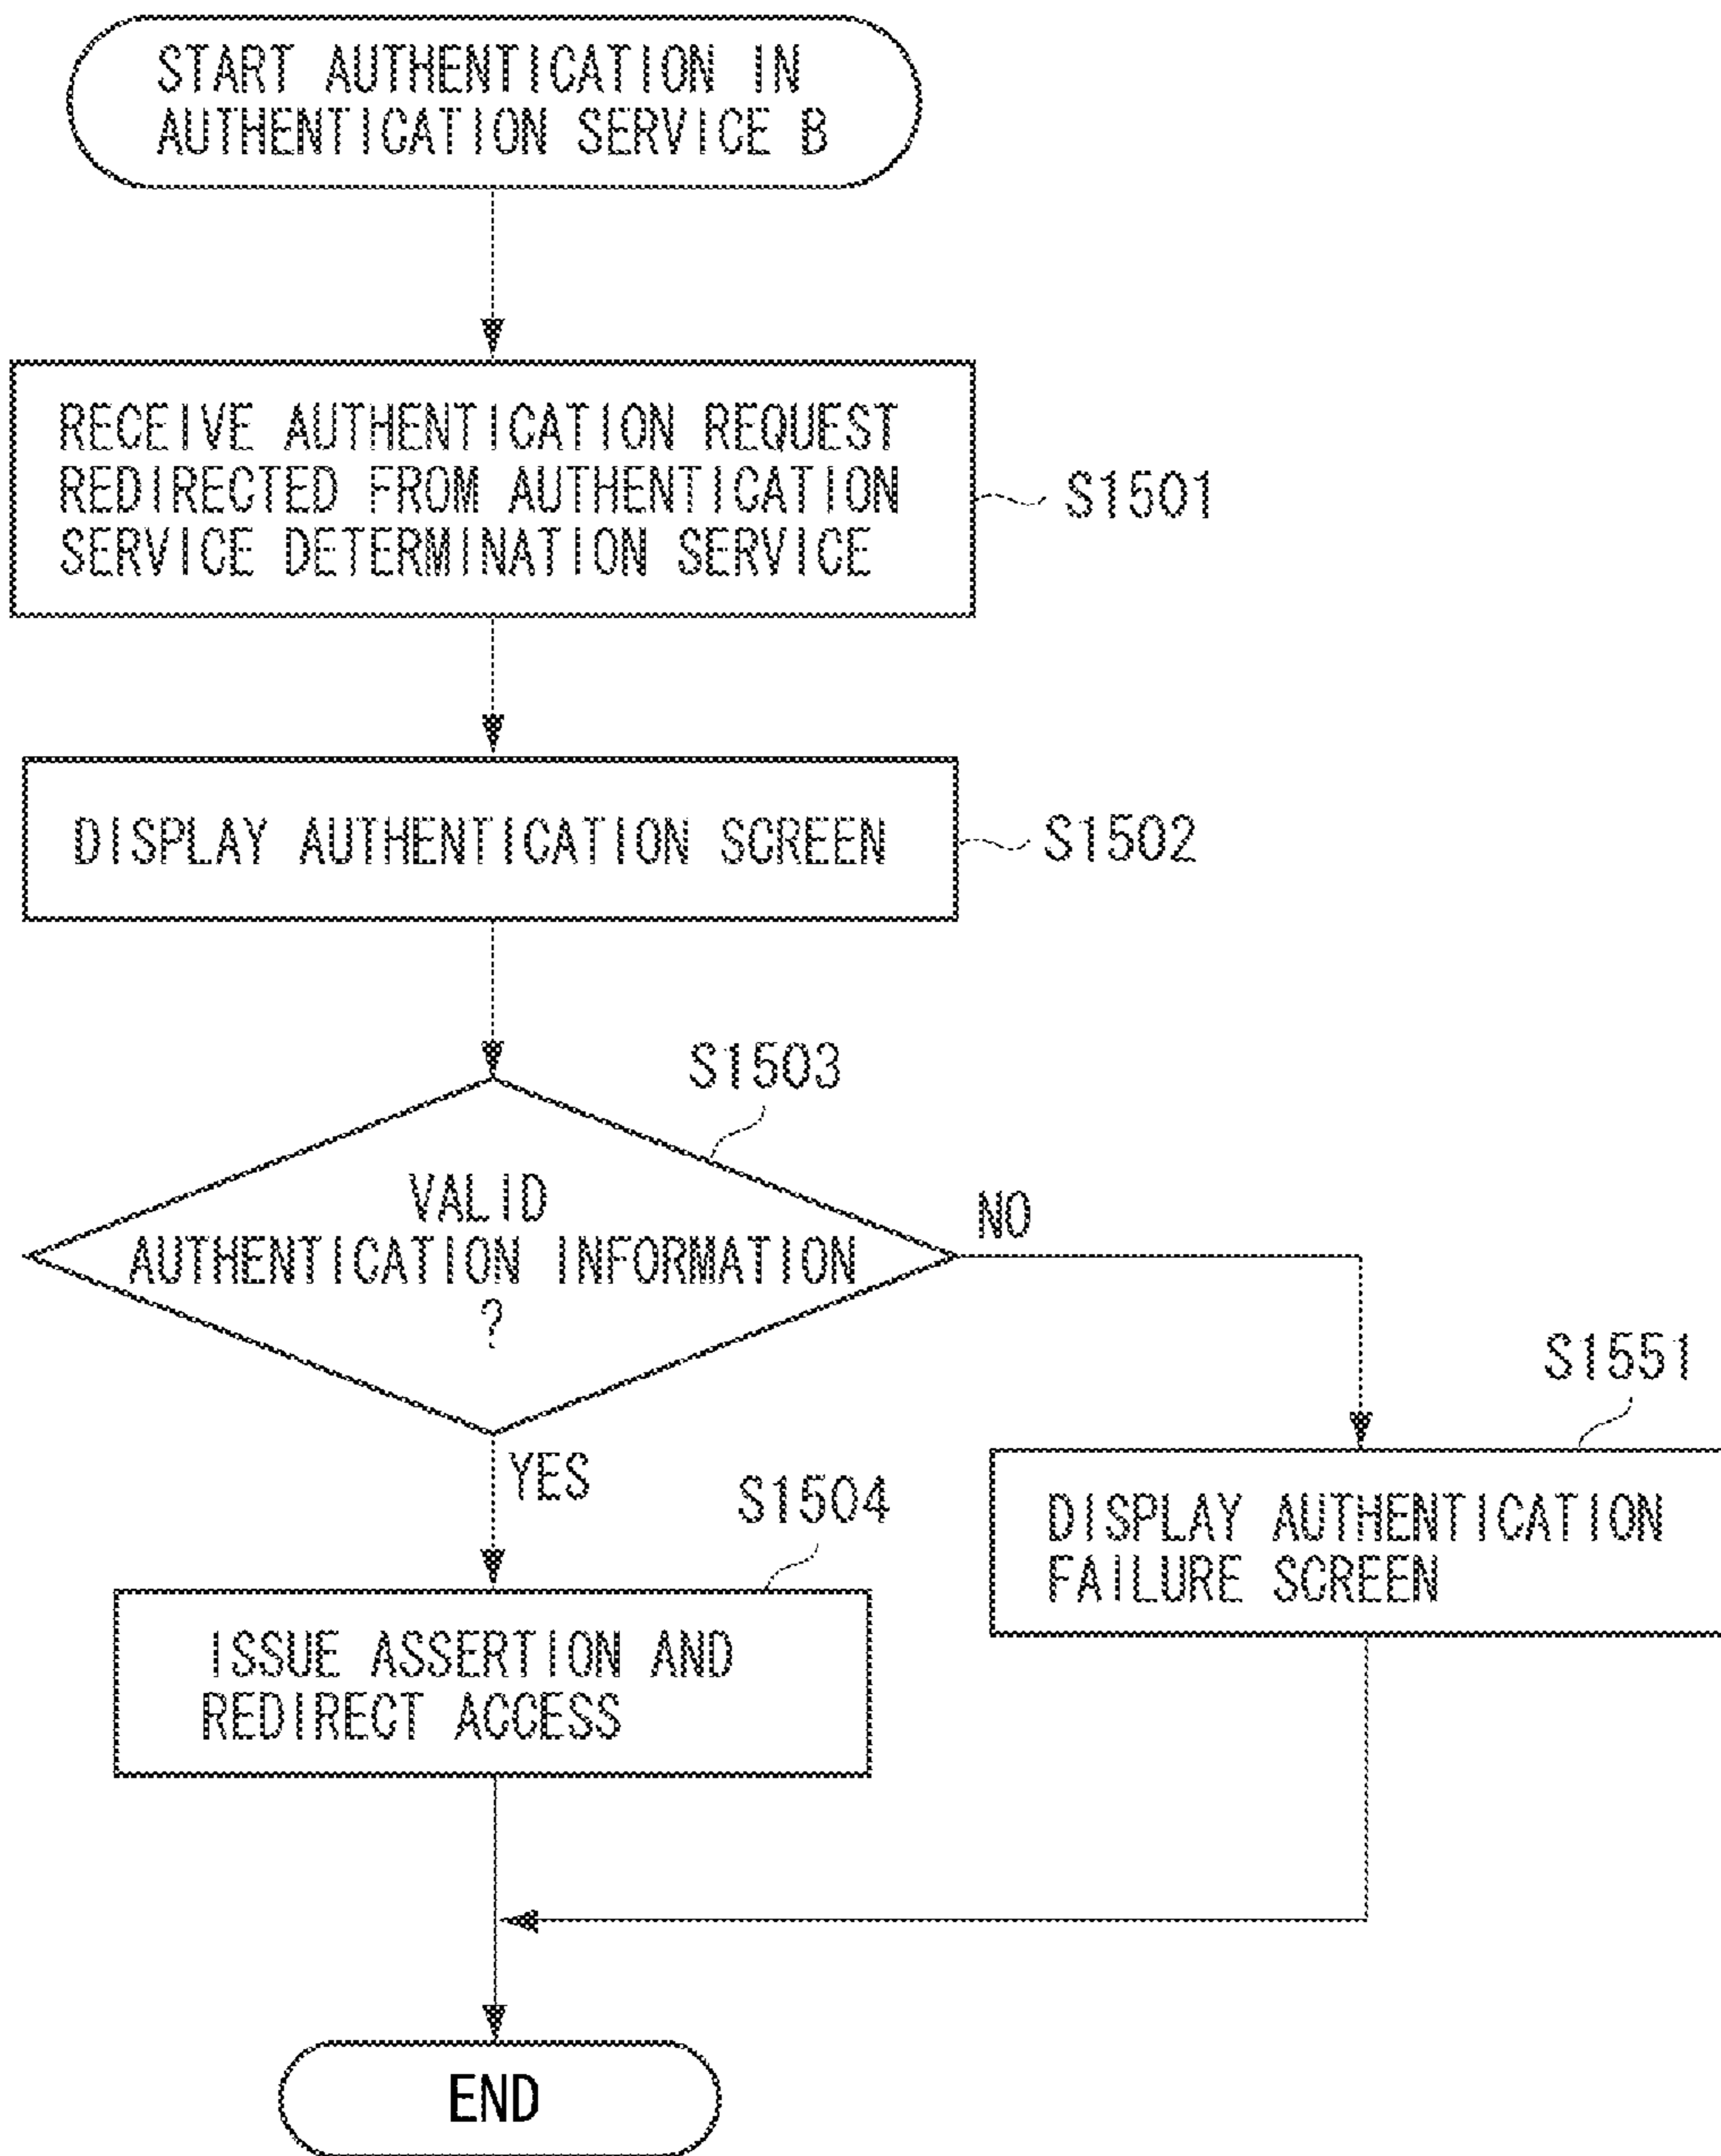 START AUTHENTICATION IN
AUTHENTICATION SERVICE B
RECEIVE AUTHENTICATION REQUEST
REDIRECTED FROM AUTHENTICATION
SERVICE DETERMINATION SERVICE
S1501
DISPLAY AUTHENTICATION SCREEN
S1502
S1503
VALID
AUTHENTICATION INFORMATION
?
NO
YES
S1551
DISPLAY AUTHENTICATION
FAILURE SCREEN
S1504
ISSUE ASSERTION AND
REDIRECT ACCESS
END